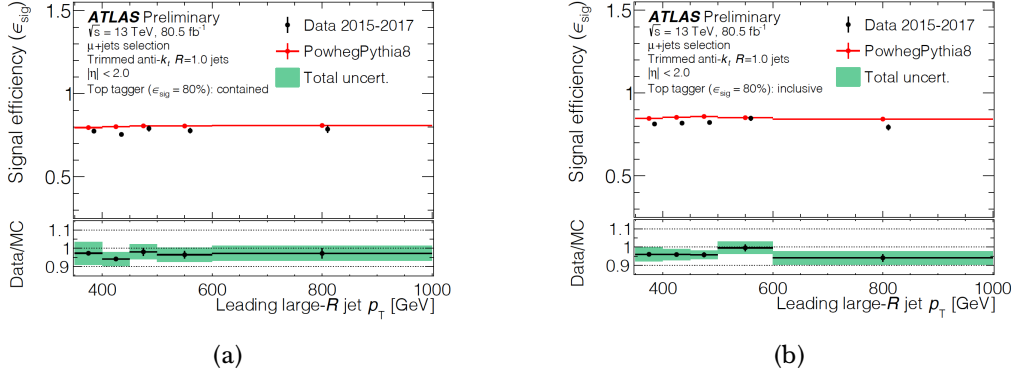 Signal efficiency (ϵsig)
ATLAS Preliminary
√s = 13 TeV, 80.5 fb-1
μ+jets selection
Trimmed anti-kt R=1.0 jets
|η| < 2.0
Top tagger (ϵsig = 80%): contained
Data 2015-2017
PowhegPythia8
Total uncert.
1.5
1
0.5
Data/MC
1.1
1
0.9
400 600 800 1000
Leading large-R jet pT [GeV]
(a)
Signal efficiency (ϵsig)
ATLAS Preliminary
√s = 13 TeV, 80.5 fb-1
μ+jets selection
Trimmed anti-kt R=1.0 jets
|η| < 2.0
Top tagger (ϵsig = 80%): inclusive
Data 2015-2017
PowhegPythia8
Total uncert.
1.5
1
0.5
Data/MC
1.1
1
0.9
400 600 800 1000
Leading large-R jet pT [GeV]
(b)